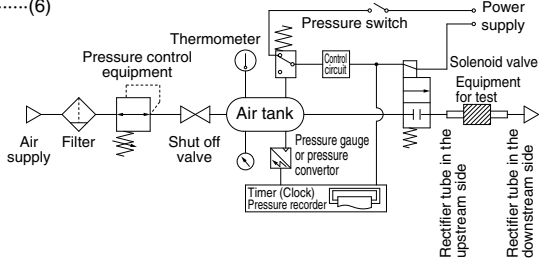 .......(6)
Pressure switch
Power
supply
Thermometer
Pressure control
equipment
Control
circuit
Solenoid valve
Equipment
for test
Air tank
Air
supply
Filter
Shut off
valve
Pressure gauge
or pressure
convertor
Timer (Clock)
Pressure recorder
Rectifier tube in the
upstream side
Rectifier tube in the
downstream side